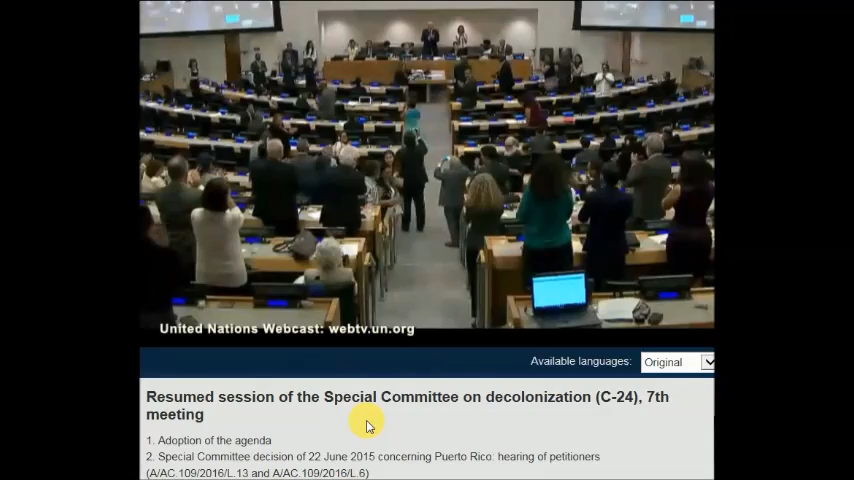 United Nations Webcast: webtv.un.org
Available languages: Original
Resumed session of the Special Committee on decolonization (C-24), 7th
meeting
1. Adoption of the agenda
2. Special Committee decision of 22 June 2015 concerning Puerto Rico: hearing of petitioners
(A/AC.109/2016/L.13 and A/AC.109/2016/L.6)